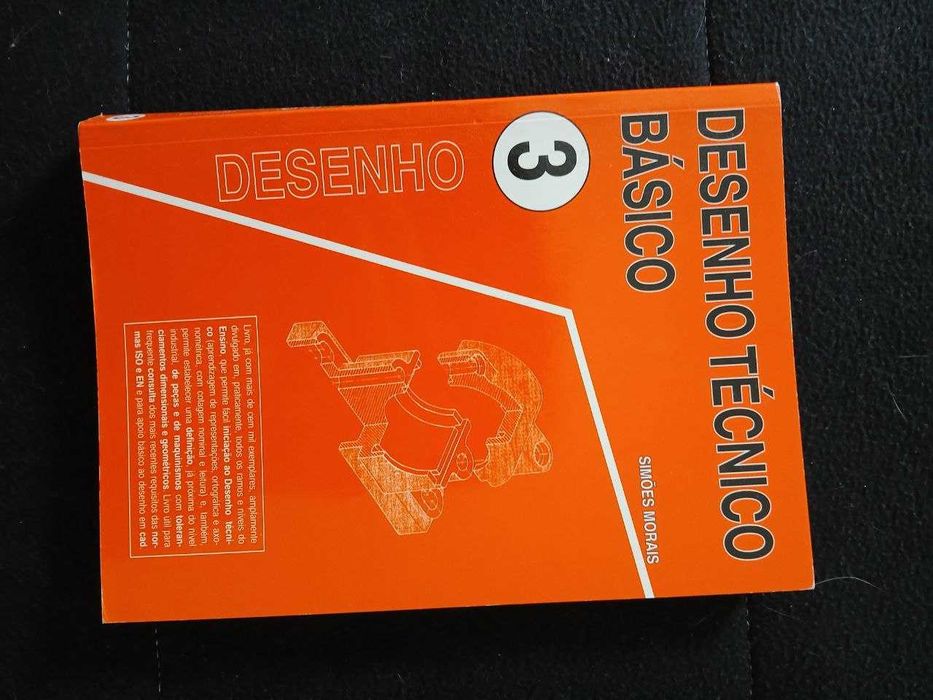 DESENHO TÉCNICO
BÁSICO
SIMÕES MORAIS
3
DESENHO
Livro, já com mais de cem mil exemplares, amplamente
divulgado em, praticamente, todos os ramos e níveis do
Ensino, que permite fácil iniciação ao Desenho técni-
co (aprendizagem de representações, ortográfica e axo-
nométrica, com cotagem nominal e leitura) e, também,
permite estabelecer uma definição, já próxima do nível
industrial, de peças e de maquinismos com toleran-
ciamentos dimensionais e geométricos. Livro útil para
frequente consulta dos mais recentes requisitos das nor-
mas ISO e EN e para apoio básico ao desenho em cad